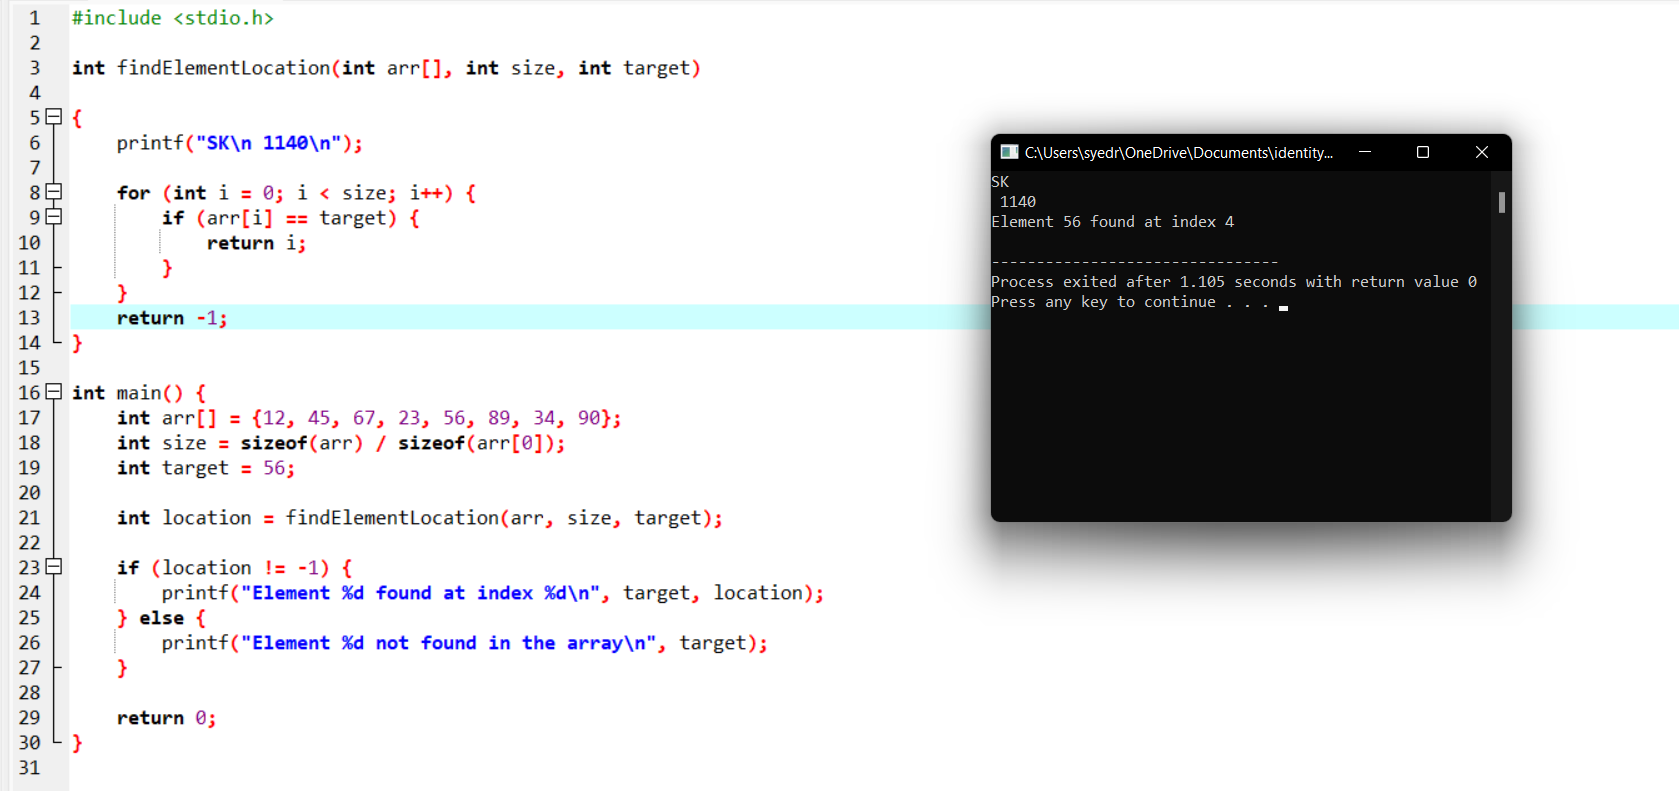 1 #include <stdio.h>
2
3 int findElementLocation(int arr[], int size, int target)
4
5 {
6 printf("SK\n 1140\n");
7
8 for (int i = 0; i < size; i++) {
9 if (arr[i] == target) {
10 return i;
11 }
12 }
13 return -1;
14 }
15
16 int main() {
17 int arr[] = {12, 45, 67, 23, 56, 89, 34, 90};
18 int size = sizeof(arr) / sizeof(arr[0]);
19 int target = 56;
20
21 int location = findElementLocation(arr, size, target);
22
23 if (location != -1) {
24 printf("Element %d found at index %d\n", target, location);
25 } else {
26 printf("Element %d not found in the array\n", target);
27 }
28
29 return 0;
30 }
31
C:\Users\syedr\OneDrive\Documents\identity...
SK
1140
Element 56 found at index 4
--------------------------------
Process exited after 1.105 seconds with return value 0
Press any key to continue . . .